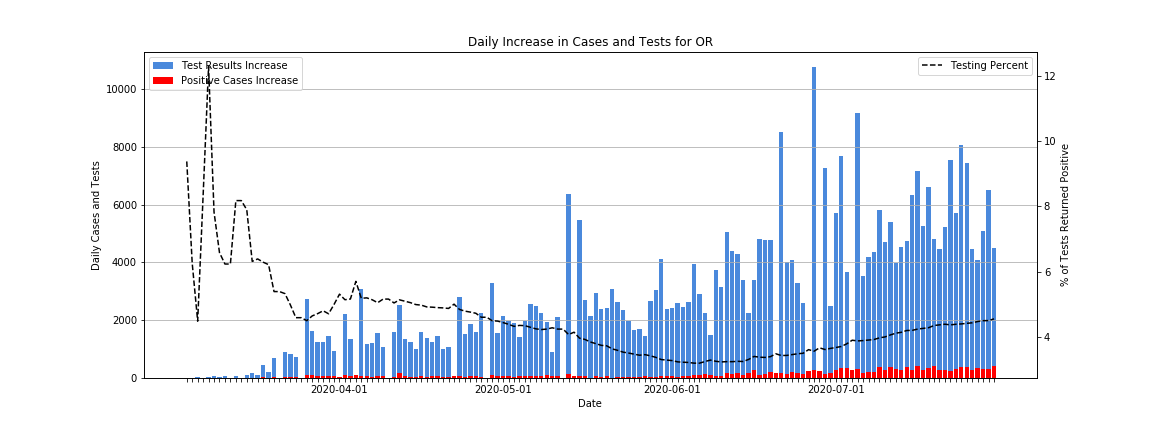 Daily Increase in Cases and Tests for OR
Test Results Increase
Positive Cases Increase
Testing Percent
10000
8000
6000
4000
2000
0
Daily Cases and Tests
12
10
8
6
4
% of Tests Returned Positive
2020-04-01
2020-05-01
2020-06-01
2020-07-01
Date